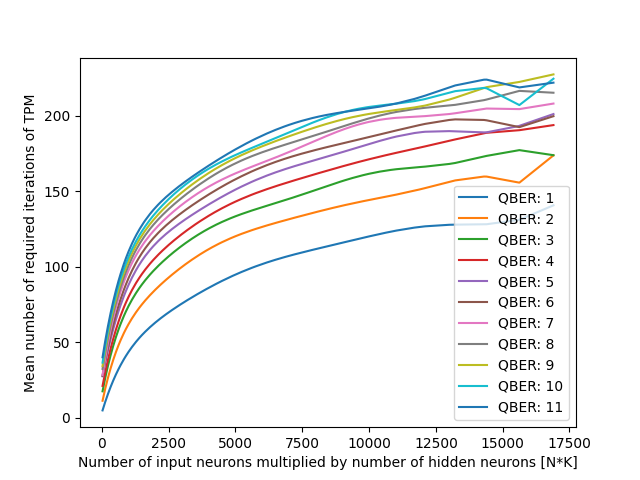 Mean number of required iterations of TPM
200
150
100
50
0
0 2500 5000 7500 10000 12500 15000 17500
Number of input neurons multiplied by number of hidden neurons [N*K]
QBER: 1
QBER: 2
QBER: 3
QBER: 4
QBER: 5
QBER: 6
QBER: 7
QBER: 8
QBER: 9
QBER: 10
QBER: 11